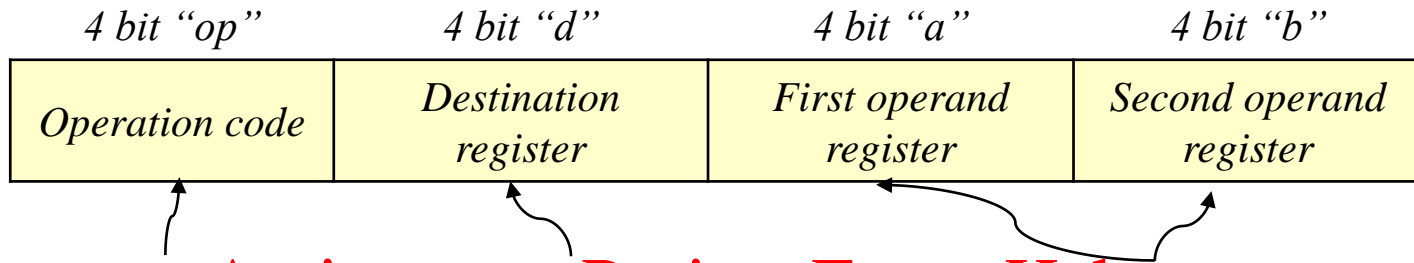 4 bit “op” 4 bit “d” 4 bit “a” 4 bit “b”
Operation code
Destination
register
First operand
register
Second operand
register